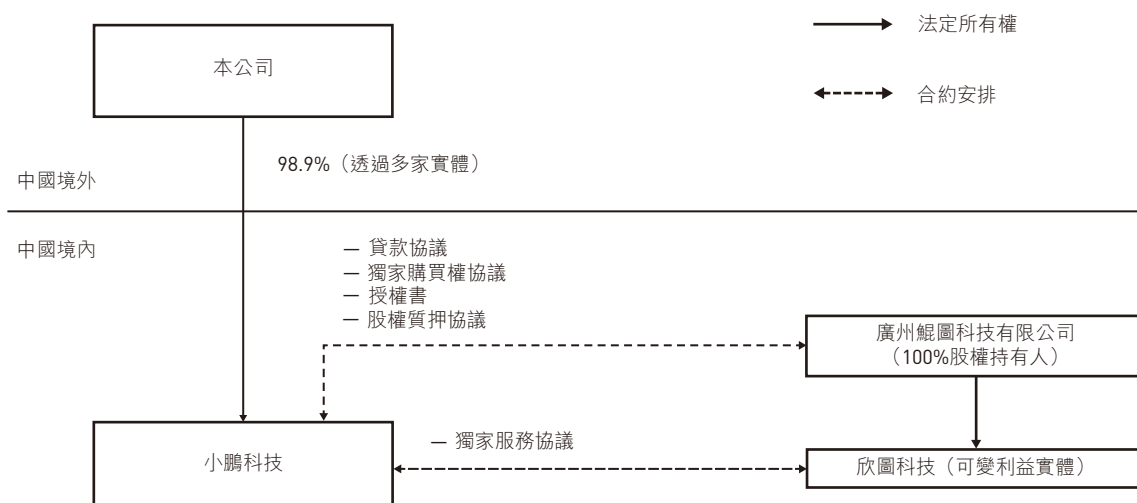 法定所有權
本公司
合約安排
98.9%（透過多家實體）
中國境外
中國境內
— 貸款協議
— 獨家購買權協議
— 授權書
— 股權質押協議
廣州鯤圖科技有限公司
（100%股權持有人）
— 獨家服務協議
小鵬科技
欣圖科技（可變利益實體）